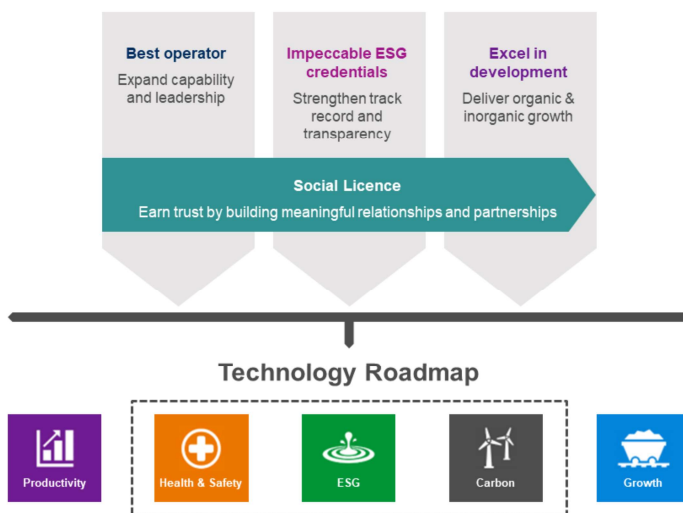 Best operator
Expand capability
and leadership
Impeccable ESG
credentials
Strengthen track
record and
transparency
Excel in
development
Deliver organic &
inorganic growth
Social Licence
Earn trust by building meaningful relationships and partnerships
Technology Roadmap
Productivity
Health & Safety
ESG
Carbon
Growth